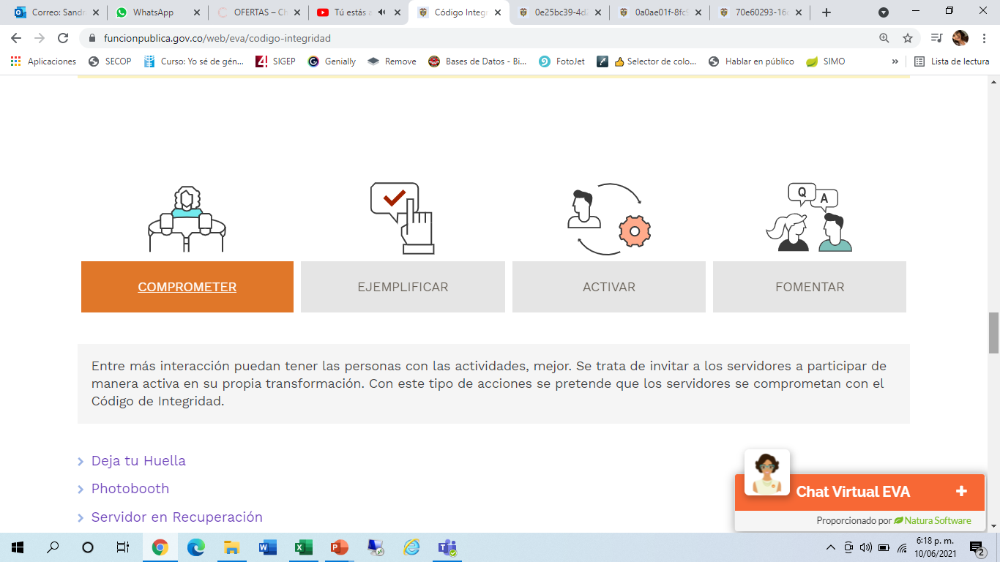 Correo: Sandr
WhatsApp
OFERTAS – Ch
Tú estás a
Código Integr
0e25bc39-4d2
0a0ae01f-8fc9
70e60293-16c
funcionpublica.gov.co/web/eva/codigo-integridad
Aplicaciones
SECOP
Curso: Yo sé de gén...
SIGEP
Genially
Remove
Bases de Datos - Bi...
FotoJet
Selector de colo...
Hablar en público
SIMO
»
Lista de lectura
Q
A
COMPROMETER
EJEMPLIFICAR
ACTIVAR
FOMENTAR
Entre más interacción puedan tener las personas con las actividades, mejor. Se trata de invitar a los servidores a participar de
manera activa en su propia transformación. Con este tipo de acciones se pretende que los servidores se comprometan con el
Código de Integridad.
Deja tu Huella
Photobooth
Servidor en Recuperación
Chat Virtual EVA
Proporcionado por Natura Software
6:18 p. m.
10/06/2021
2